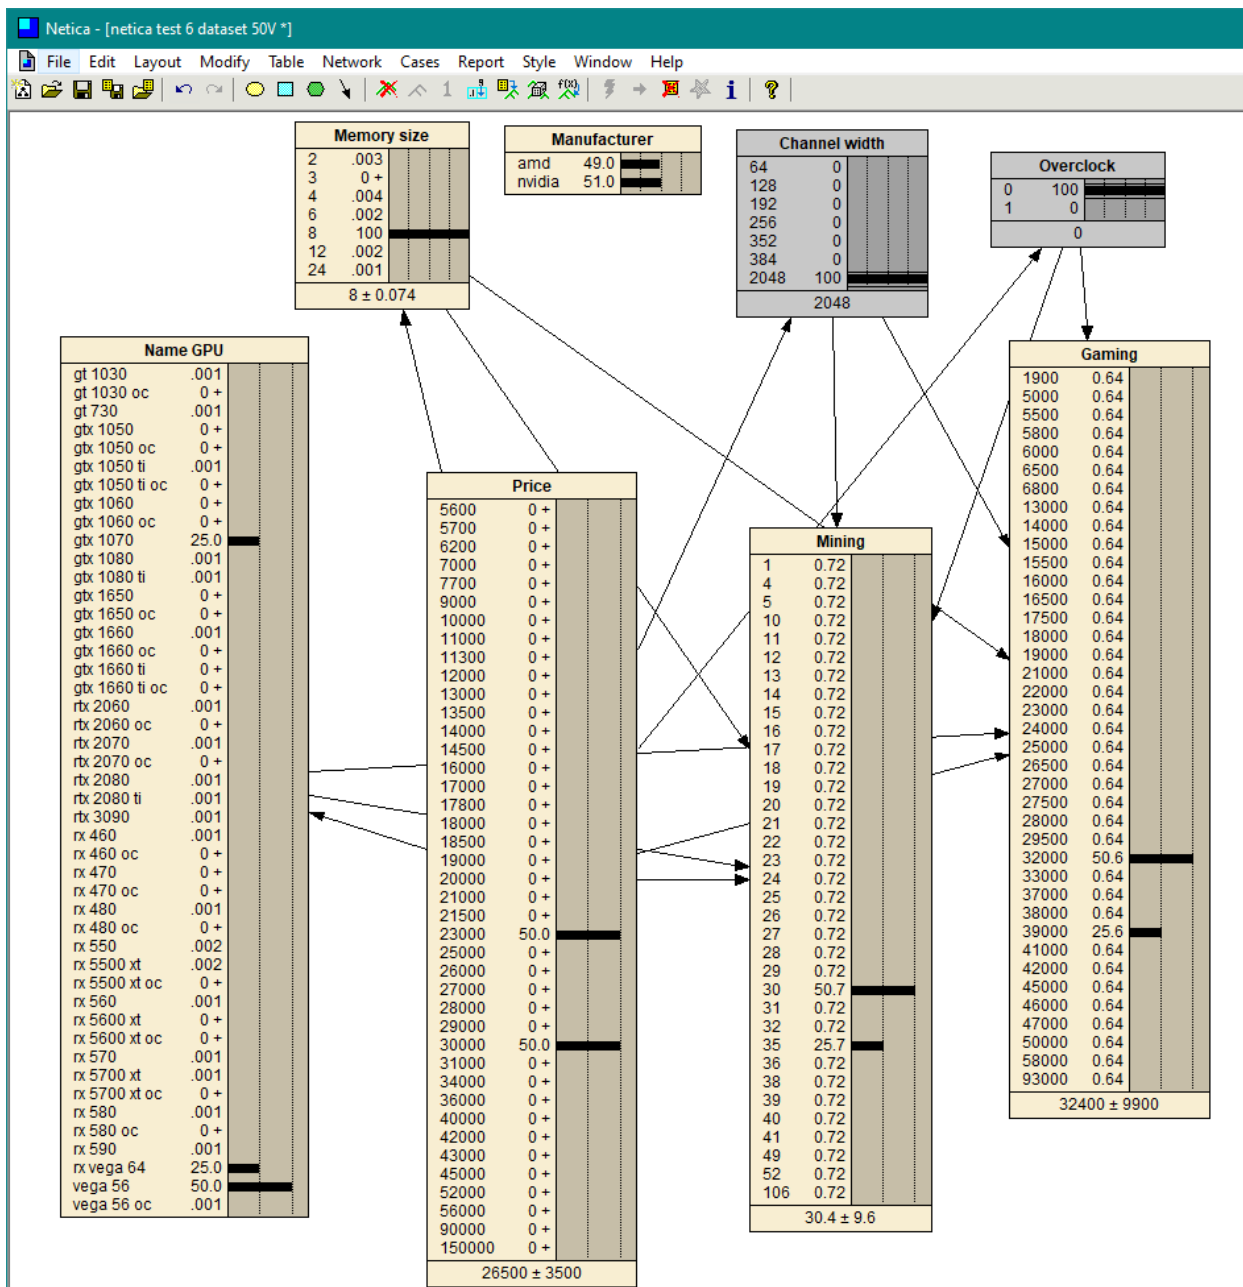 Netica - [netica test 6 dataset 50V *]
File Edit Layout Modify Table Network Cases Report Style Window Help
Memory size
2 .003
3 0 +
4 .004
6 .002
8 100
12 .002
24 .001
8 ± 0.074
Manufacturer
amd 49.0
nvidia 51.0
Channel width
64 0
128 0
192 0
256 0
352 0
384 0
2048 100
2048
Overclock
0 100
1 0
0
Name GPU
gt 1030 .001
gt 1030 oc 0 +
gt 730 .001
gtx 1050 0 +
gtx 1050 oc 0 +
gtx 1050 ti .001
gtx 1050 ti oc 0 +
gtx 1060 0 +
gtx 1060 oc 0 +
gtx 1070 25.0
gtx 1080 .001
gtx 1080 ti .001
gtx 1650 0 +
gtx 1650 oc 0 +
gtx 1660 .001
gtx 1660 oc 0 +
gtx 1660 ti 0 +
gtx 1660 ti oc 0 +
rtx 2060 .001
rtx 2060 oc 0 +
rtx 2070 .001
rtx 2070 oc 0 +
rtx 2080 .001
rtx 2080 ti .001
rtx 3090 .001
rx 460 .001
rx 460 oc 0 +
rx 470 0 +
rx 470 oc 0 +
rx 480 .001
rx 480 oc 0 +
rx 550 .002
rx 5500 xt .002
rx 5500 xt oc 0 +
rx 560 .001
rx 5600 xt 0 +
rx 5600 xt oc 0 +
rx 570 .001
rx 5700 xt .001
rx 5700 xt oc 0 +
rx 580 .001
rx 580 oc 0 +
rx 590 .001
rx vega 64 25.0
vega 56 50.0
vega 56 oc .001
Price
5600 0 +
5700 0 +
6200 0 +
7000 0 +
7700 0 +
9000 0 +
10000 0 +
11000 0 +
11300 0 +
12000 0 +
13000 0 +
13500 0 +
14000 0 +
14500 0 +
16000 0 +
17000 0 +
17800 0 +
18000 0 +
18500 0 +
19000 0 +
20000 0 +
21000 0 +
21500 0 +
23000 50.0
25000 0 +
26000 0 +
27000 0 +
28000 0 +
29000 0 +
30000 50.0
31000 0 +
34000 0 +
36000 0 +
40000 0 +
42000 0 +
43000 0 +
45000 0 +
52000 0 +
56000 0 +
90000 0 +
150000 0 +
26500 ± 3500
Mining
1 0.72
4 0.72
5 0.72
10 0.72
11 0.72
12 0.72
13 0.72
14 0.72
15 0.72
16 0.72
17 0.72
18 0.72
19 0.72
20 0.72
21 0.72
22 0.72
23 0.72
24 0.72
25 0.72
26 0.72
27 0.72
28 0.72
29 0.72
30 50.7
31 0.72
32 0.72
35 25.7
36 0.72
38 0.72
39 0.72
40 0.72
41 0.72
49 0.72
52 0.72
106 0.72
30.4 ± 9.6
Gaming
1900 0.64
5000 0.64
5500 0.64
5800 0.64
6000 0.64
6500 0.64
6800 0.64
13000 0.64
14000 0.64
15000 0.64
15500 0.64
16000 0.64
16500 0.64
17500 0.64
18000 0.64
19000 0.64
21000 0.64
22000 0.64
23000 0.64
24000 0.64
25000 0.64
26500 0.64
27000 0.64
27500 0.64
28000 0.64
29500 0.64
32000 50.6
33000 0.64
37000 0.64
38000 0.64
39000 25.6
41000 0.64
42000 0.64
45000 0.64
46000 0.64
47000 0.64
50000 0.64
58000 0.64
93000 0.64
32400 ± 9900